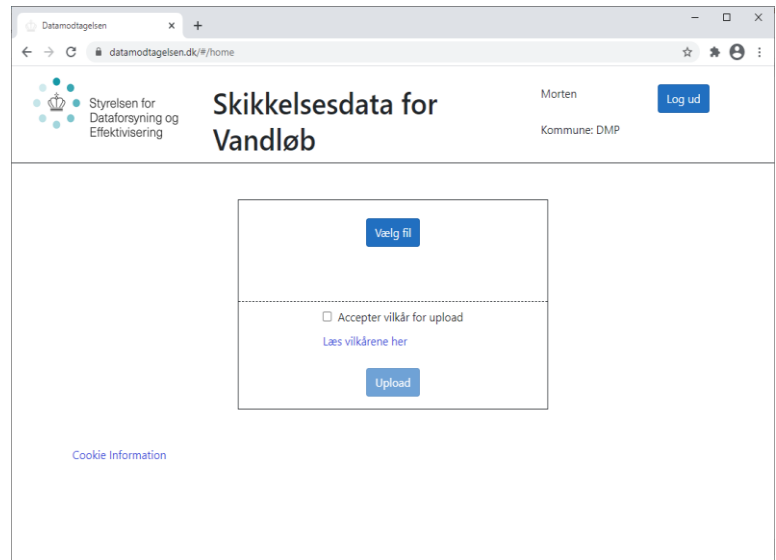 Datamodtagelsen
datamodtagelsen.dk/#/home
Styrelsen for
Dataforsyning og
Effektivisering
Skikkelsesdata for
Vandløb
Morten
Kommune: DMP
Log ud
Vælg fil
Accepter vilkår for upload
Læs vilkårene her
Upload
Cookie Information